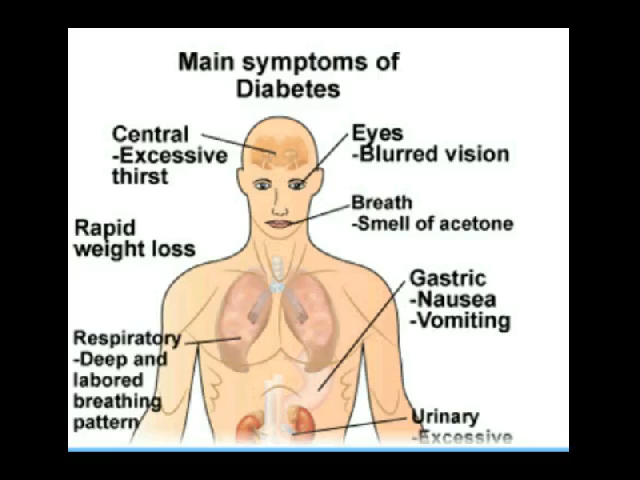 Main symptoms of
Diabetes
Central
-Excessive
thirst
Eyes
-Blurred vision
Breath
-Smell of acetone
Rapid
weight loss
Gastric
-Nausea
-Vomiting
Respiratory
-Deep and
labored
breathing
pattern
Urinary
-Excessive